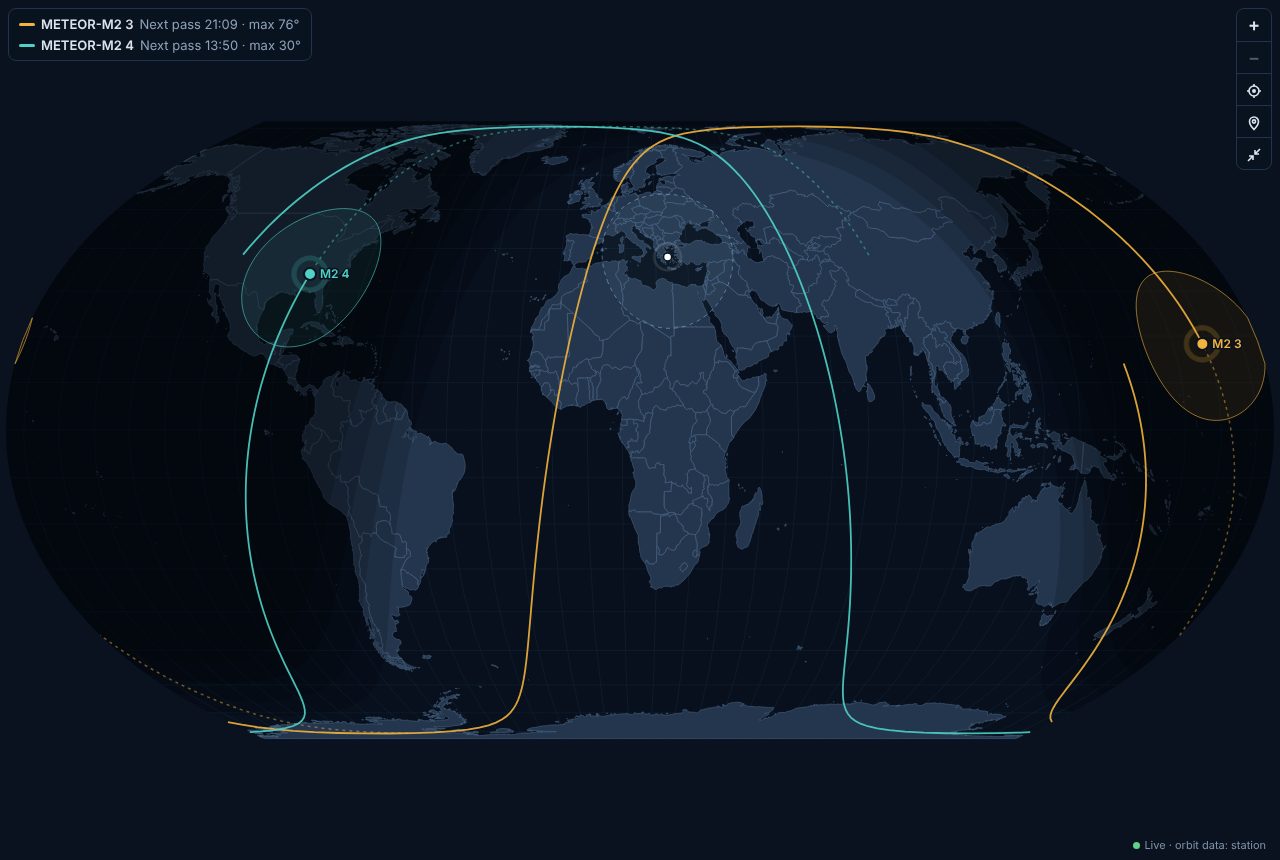 METEOR-M2 3 Next pass 21:09 · max 76°
METEOR-M2 4 Next pass 13:50 · max 30°
+
−
M2 4
M2 3
Live · orbit data: station